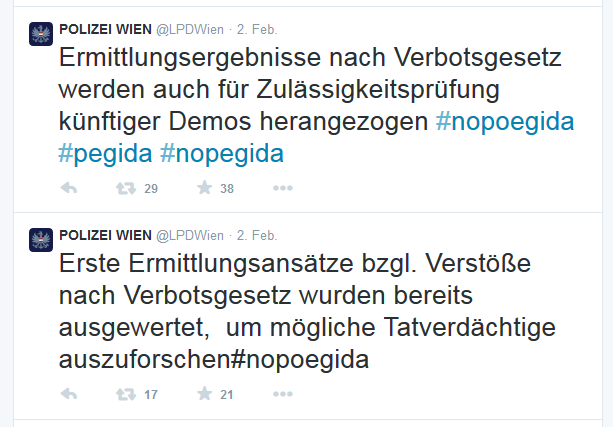 POLIZEI WIEN @LPDWien · 2. Feb.
Ermittlungsergebnisse nach Verbotsgesetz
werden auch für Zulässigkeitsprüfung
künftiger Demos herangezogen #nopoegida
#pegida #nopegida
29 38
POLIZEI WIEN @LPDWien · 2. Feb.
Erste Ermittlungsansätze bzgl. Verstöße
nach Verbotsgesetz wurden bereits
ausgewertet,  um mögliche Tatverdächtige
auszuforschen#nopoegida
17 21